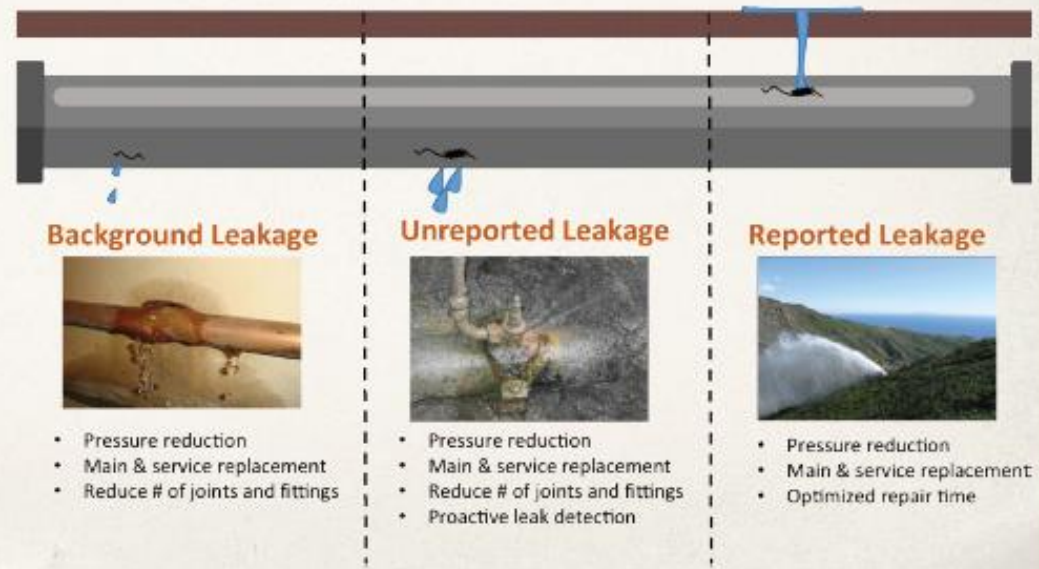 Background Leakage
• Pressure reduction
• Main & service replacement
• Reduce # of joints and fittings
Unreported Leakage
• Pressure reduction
• Main & service replacement
• Reduce # of joints and fittings
• Proactive leak detection
Reported Leakage
• Pressure reduction
• Main & service replacement
• Optimized repair time